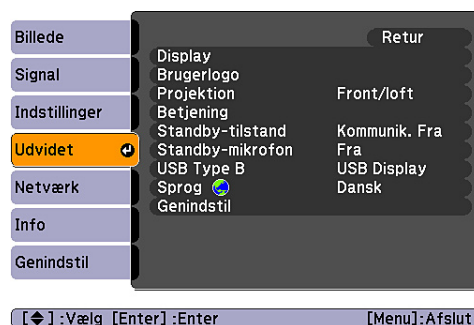 Billede
Signal
Indstillinger
Udvidet
Netværk
Info
Genindstil
Retur
Display
Brugerlogo
Projektion Front/loft
Betjening
Standby-tilstand Kommunik. Fra
Standby-mikrofon Fra
USB Type B USB Display
Sprog Dansk
Genindstil
[◆] :Vælg [Enter] :Enter [Menu]:Afslut